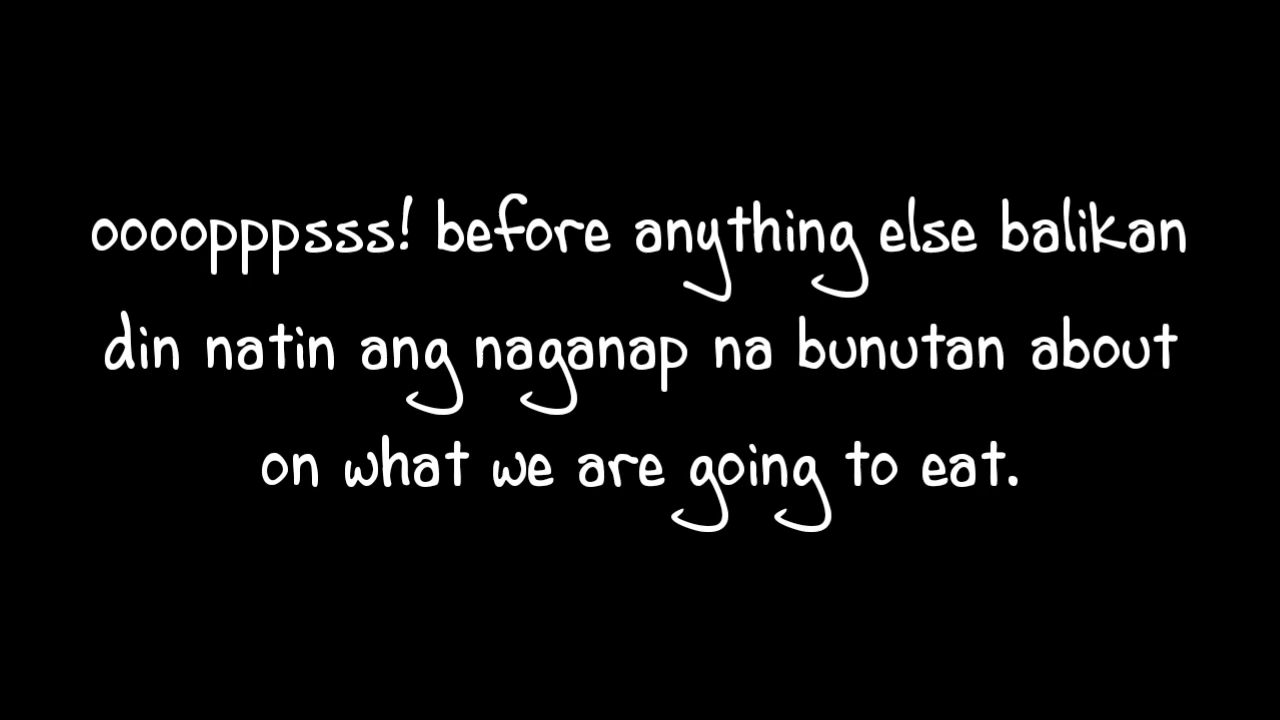 oooopppsss! before anything else balikan
din natin ang naganap na bunutan about
on what we are going to eat.